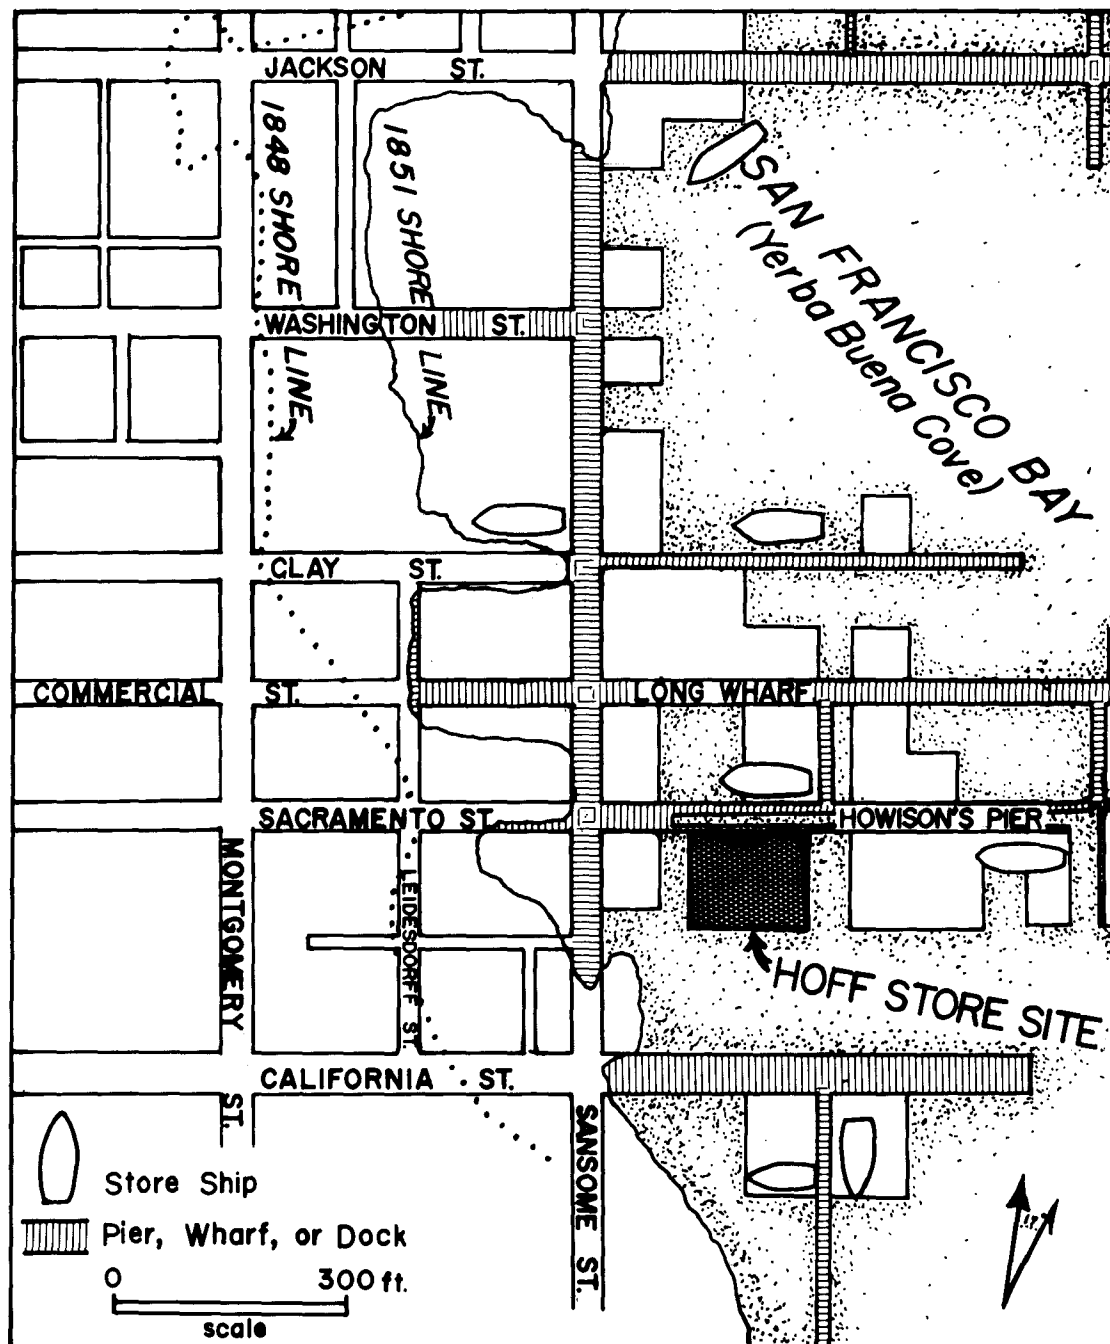 JACKSON ST.
1848 SHORE LINE
1851 SHORE LINE
SAN FRANCISCO BAY
(Yerba Buena Cove)
WASHINGTON ST.
CLAY ST.
COMMERCIAL ST.
LONG WHARF
SACRAMENTO ST.
HOWISON'S PIER
MONTGOMERY ST.
LEIDESDORFF ST.
HOFF STORE SITE
CALIFORNIA ST.
SANSOME ST.
Store Ship
Pier, Wharf, or Dock
0 300 ft.
scale